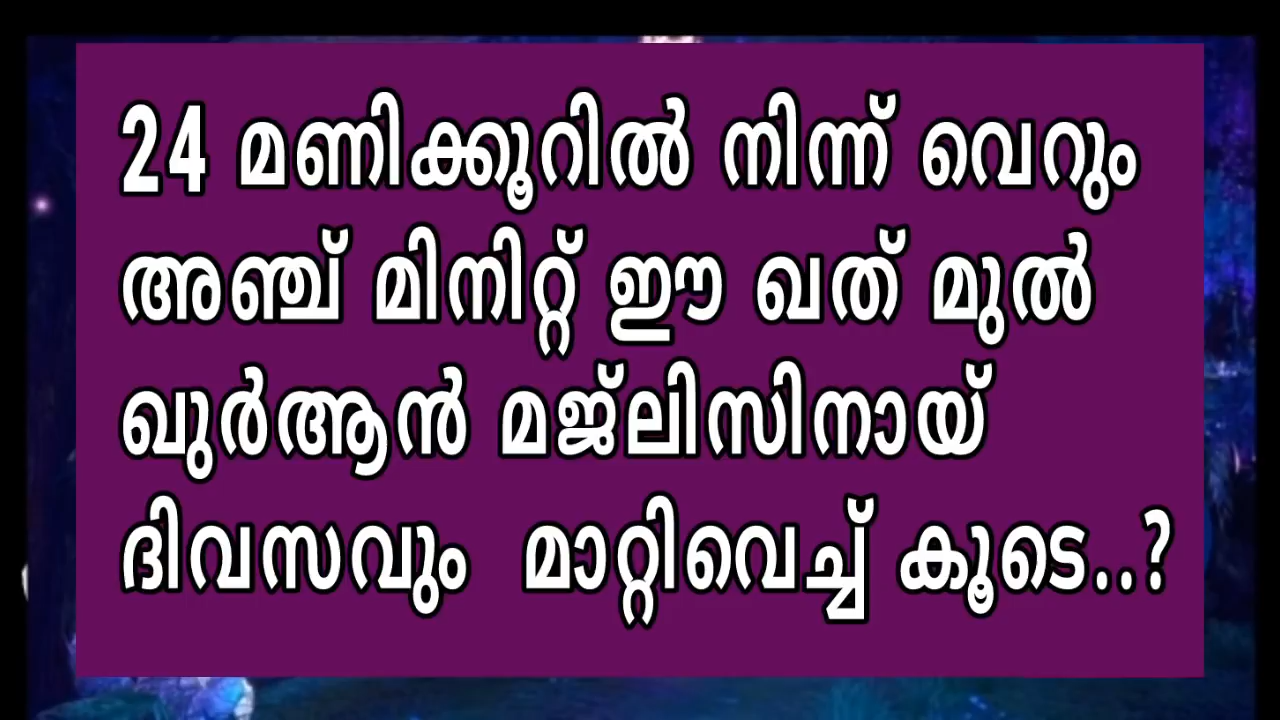 24 മണിക്കൂറിൽ നിന്ന് വെറും
അഞ്ച് മിനിറ്റ് ഈ ഖത് മുൽ
ഖുർആൻ മജ്‌ലിസിനായ്
ദിവസവും മാറ്റിവെച്ച് കൂടെ..?